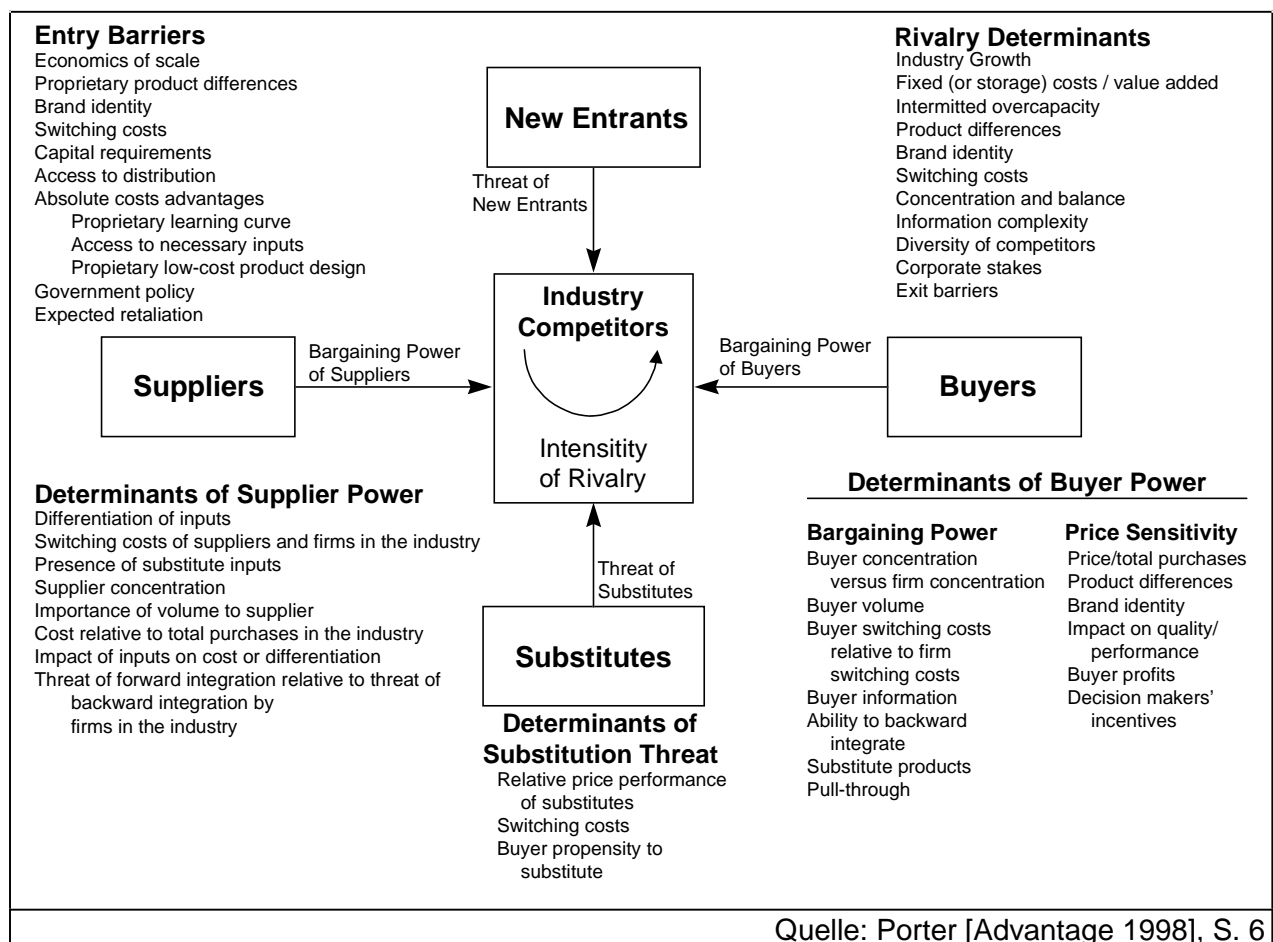 Entry Barriers
Economics of scale
Proprietary product differences
Brand identity
Switching costs
Capital requirements
Access to distribution
Absolute costs advantages
Proprietary learning curve
Access to necessary inputs
Propietary low-cost product design
Government policy
Expected retaliation
New Entrants
Threat of
New Entrants
Rivalry Determinants
Industry Growth
Fixed (or storage) costs / value added
Intermitted overcapacity
Product differences
Brand identity
Switching costs
Concentration and balance
Information complexity
Diversity of competitors
Corporate stakes
Exit barriers
Suppliers
Bargaining Power
of Suppliers
Industry
Competitors
Intensitity
of Rivalry
Bargaining Power
of Buyers
Buyers
Determinants of Supplier Power
Differentiation of inputs
Switching costs of suppliers and firms in the industry
Presence of substitute inputs
Supplier concentration
Importance of volume to supplier
Cost relative to total purchases in the industry
Impact of inputs on cost or differentiation
Threat of forward integration relative to threat of
backward integration by
firms in the industry
Threat of
Substitutes
Substitutes
Determinants of
Substitution Threat
Relative price performance
of substitutes
Switching costs
Buyer propensity to
substitute
Determinants of Buyer Power
Bargaining Power
Buyer concentration
versus firm concentration
Buyer volume
Buyer switching costs
relative to firm
switching costs
Buyer information
Ability to backward
integrate
Substitute products
Pull-through
Price Sensitivity
Price/total purchases
Product differences
Brand identity
Impact on quality/
performance
Buyer profits
Decision makers'
incentives
Quelle: Porter [Advantage 1998], S. 6